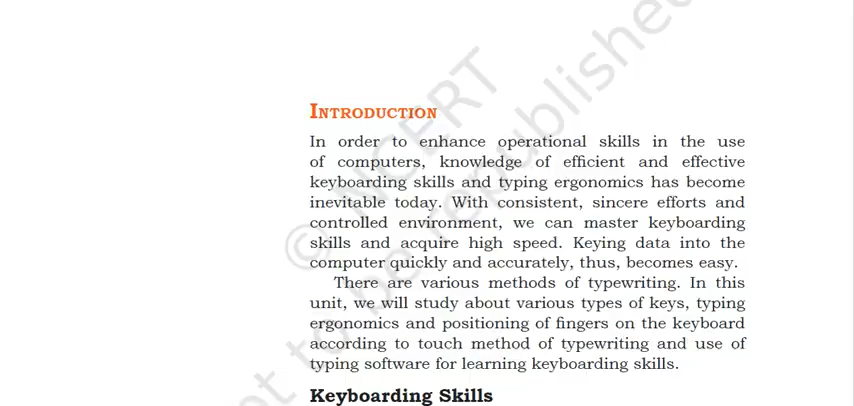 INTRODUCTION
In order to enhance operational skills in the use
of computers, knowledge of efficient and effective
keyboarding skills and typing ergonomics has become
inevitable today. With consistent, sincere efforts and
controlled environment, we can master keyboarding
skills and acquire high speed. Keying data into the
computer quickly and accurately, thus, becomes easy.
There are various methods of typewriting. In this
unit, we will study about various types of keys, typing
ergonomics and positioning of fingers on the keyboard
according to touch method of typewriting and use of
typing software for learning keyboarding skills.
Keyboarding Skills
© NCERT
not to be republished